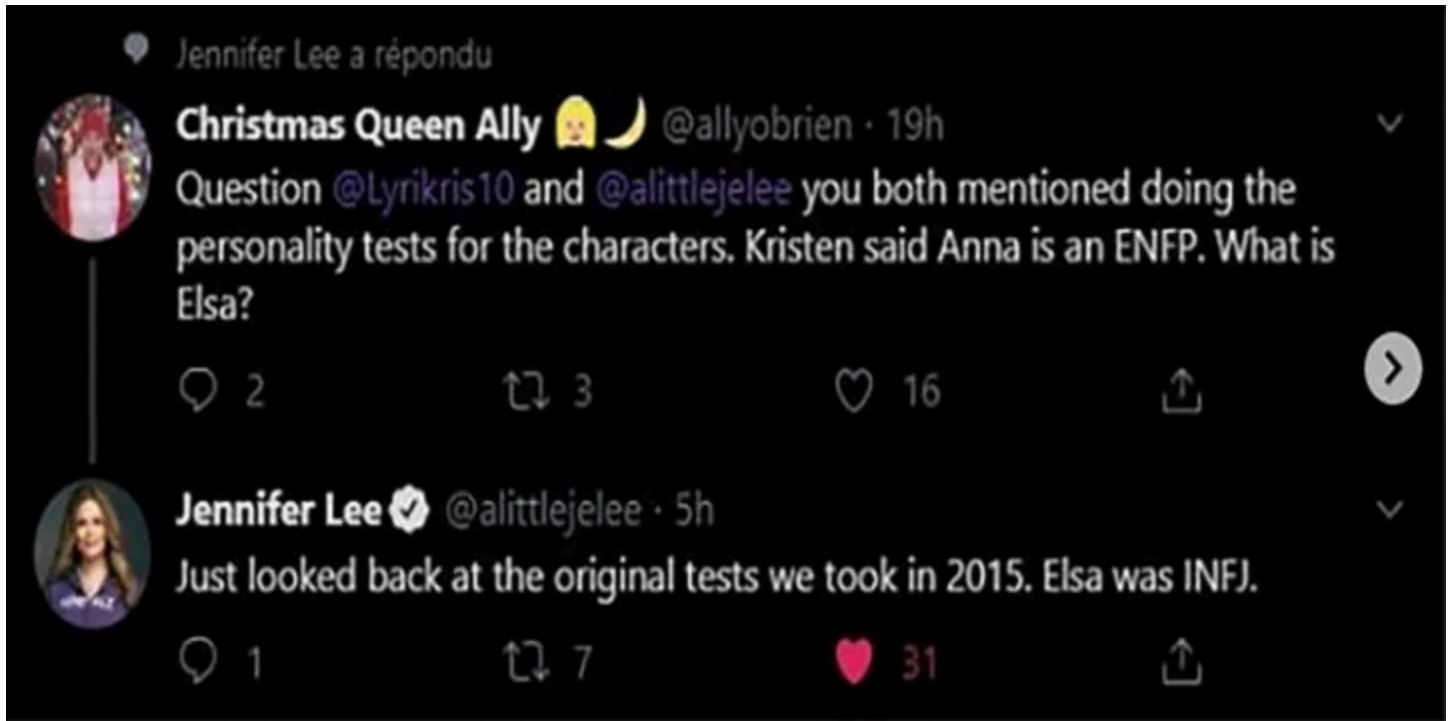 Jennifer Lee a répondu
Christmas Queen Ally 👩🏼🌙 @allyobrien · 19h
Question @Lyrikris10 and @alittlejelee you both mentioned doing the
personality tests for the characters. Kristen said Anna is an ENFP. What is
Elsa?
2 3 16
Jennifer Lee @alittlejelee · 5h
Just looked back at the original tests we took in 2015. Elsa was INFJ.
1 7 31